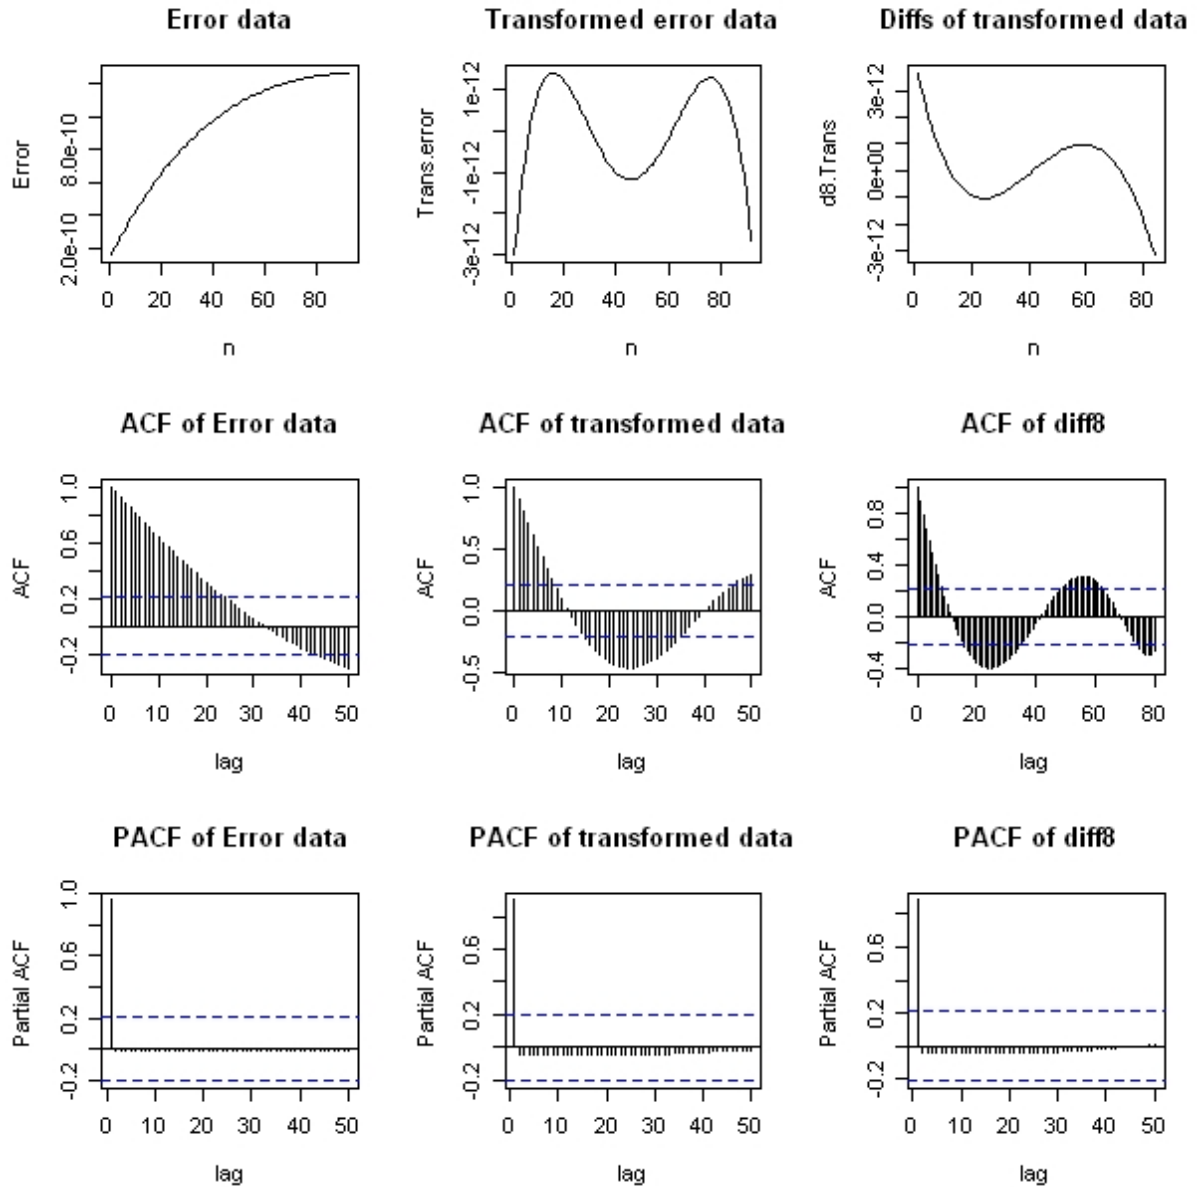 Error data
Transformed error data
Diffs of transformed data
Error
2.0e-10 8.0e-10
0 20 40 60 80
n
Trans.error
-3e-12 -1e-12 1e-12
0 20 40 60 80
n
d8.Trans
-3e-12 0e+00 3e-12
0 20 40 60 80
n
ACF of Error data
ACF of transformed data
ACF of diff8
ACF
-0.2 0.2 0.6 1.0
0 10 20 30 40 50
lag
ACF
-0.5 0.0 0.5 1.0
0 10 20 30 40 50
lag
ACF
-0.4 0.0 0.4 0.8
0 20 40 60 80
lag
PACF of Error data
PACF of transformed data
PACF of diff8
Partial ACF
-0.2 0.2 0.6 1.0
0 10 20 30 40 50
lag
Partial ACF
-0.2 0.2 0.6
0 10 20 30 40 50
lag
Partial ACF
-0.2 0.2 0.6
0 10 20 30 40 50
lag